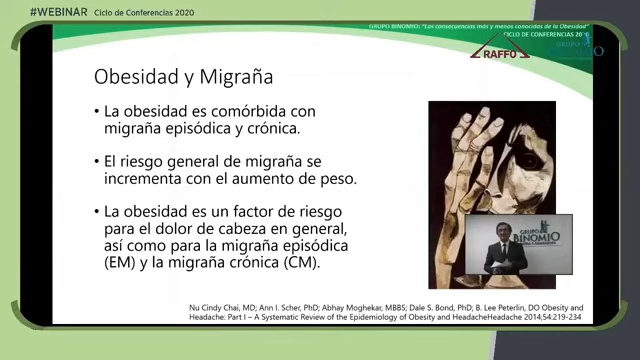 #WEBINAR Ciclo de Conferencias 2020
GRUPO BINOMIO: "Las consecuencias más y menos conocidas de la Obesidad"
CICLO DE CONFERENCIAS 2020
RAFFO
GRUPO
Obesidad y Migraña
• La obesidad es comórbida con
migraña episódica y crónica.
• El riesgo general de migraña se
incrementa con el aumento de peso.
• La obesidad es un factor de riesgo
para el dolor de cabeza en general,
así como para la migraña episódica
(EM) y la migraña crónica (CM).
GRUPO
BINOMIO
Nu Cindy Chai, MD; Ann I. Scher, PhD; Abhay Moghekar, MBBS; Dale S. Bond, PhD; B. Lee Peterlin, DO Obesity and
Headache: Part I – A Systematic Review of the Epidemiology of Obesity and HeadacheHeadache 2014;54:219-234